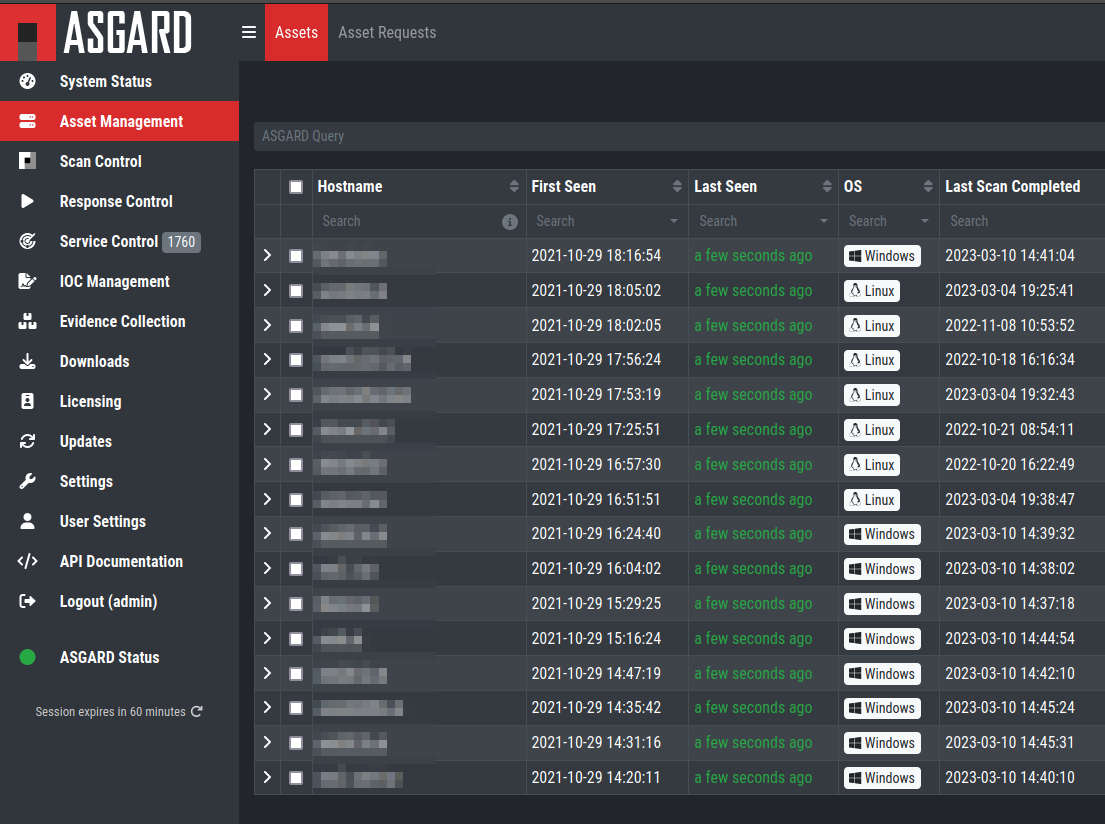 ASGARD
Assets Asset Requests
System Status
Asset Management
Scan Control
Response Control
Service Control 1760
IOC Management
Evidence Collection
Downloads
Licensing
Updates
Settings
User Settings
API Documentation
Logout (admin)
ASGARD Status
Session expires in 60 minutes
ASGARD Query
Hostname First Seen Last Seen OS Last Scan Completed
Search Search Search Search Search
2021-10-29 18:16:54 a few seconds ago Windows 2023-03-10 14:41:04
2021-10-29 18:05:02 a few seconds ago Linux 2023-03-04 19:25:41
2021-10-29 18:02:05 a few seconds ago Linux 2022-11-08 10:53:52
2021-10-29 17:56:24 a few seconds ago Linux 2022-10-18 16:16:34
2021-10-29 17:53:19 a few seconds ago Linux 2023-03-04 19:32:43
2021-10-29 17:25:51 a few seconds ago Linux 2022-10-21 08:54:11
2021-10-29 16:57:30 a few seconds ago Linux 2022-10-20 16:22:49
2021-10-29 16:51:51 a few seconds ago Linux 2023-03-04 19:38:47
2021-10-29 16:24:40 a few seconds ago Windows 2023-03-10 14:39:32
2021-10-29 16:04:02 a few seconds ago Windows 2023-03-10 14:38:02
2021-10-29 15:29:25 a few seconds ago Windows 2023-03-10 14:37:18
2021-10-29 15:16:24 a few seconds ago Windows 2023-03-10 14:44:54
2021-10-29 14:47:19 a few seconds ago Windows 2023-03-10 14:42:10
2021-10-29 14:35:42 a few seconds ago Windows 2023-03-10 14:45:24
2021-10-29 14:31:16 a few seconds ago Windows 2023-03-10 14:45:31
2021-10-29 14:20:11 a few seconds ago Windows 2023-03-10 14:40:10